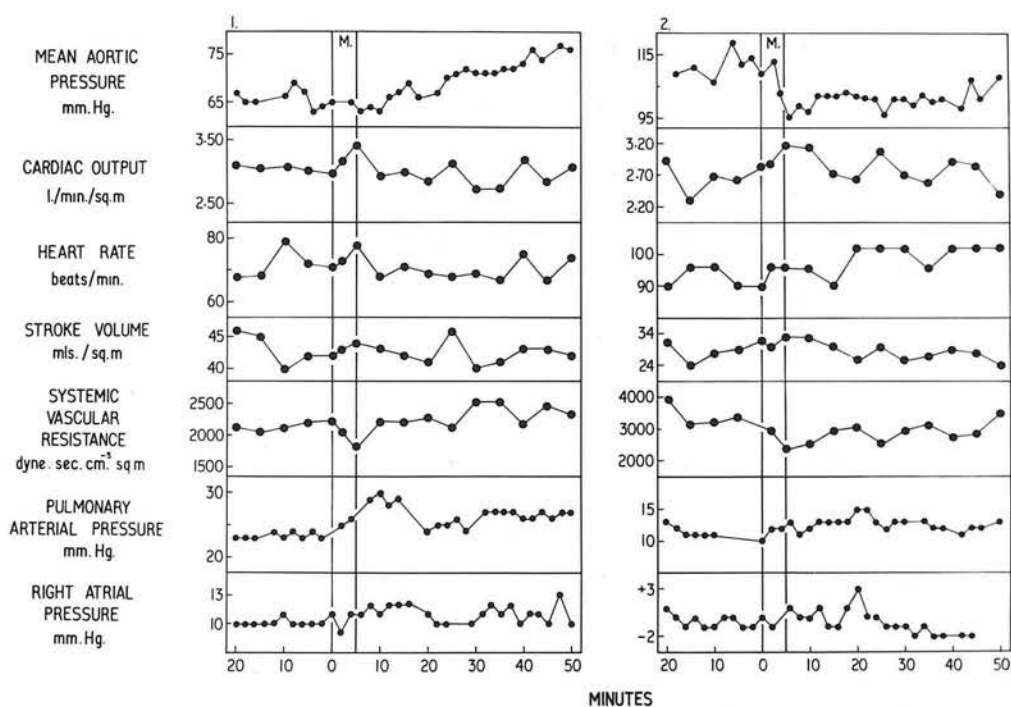 1.
2.
MEAN AORTIC
PRESSURE
mm. Hg.
75
65
M.
115
95
M.
CARDIAC OUTPUT
l./min./sq.m
3·50
2·50
3·20
2·70
2·20
HEART RATE
beats/min.
80
60
100
90
STROKE VOLUME
mls./sq.m
45
40
34
24
SYSTEMIC
VASCULAR
RESISTANCE
dyne. sec. cm.⁻⁵ sq m
2500
2000
1500
4000
3000
2000
PULMONARY
ARTERIAL PRESSURE
mm. Hg.
30
20
15
10
RIGHT ATRIAL
PRESSURE
mm. Hg.
13
10
+3
−2
20 10 0 10 20 30 40 50
20 10 0 10 20 30 40 50
MINUTES